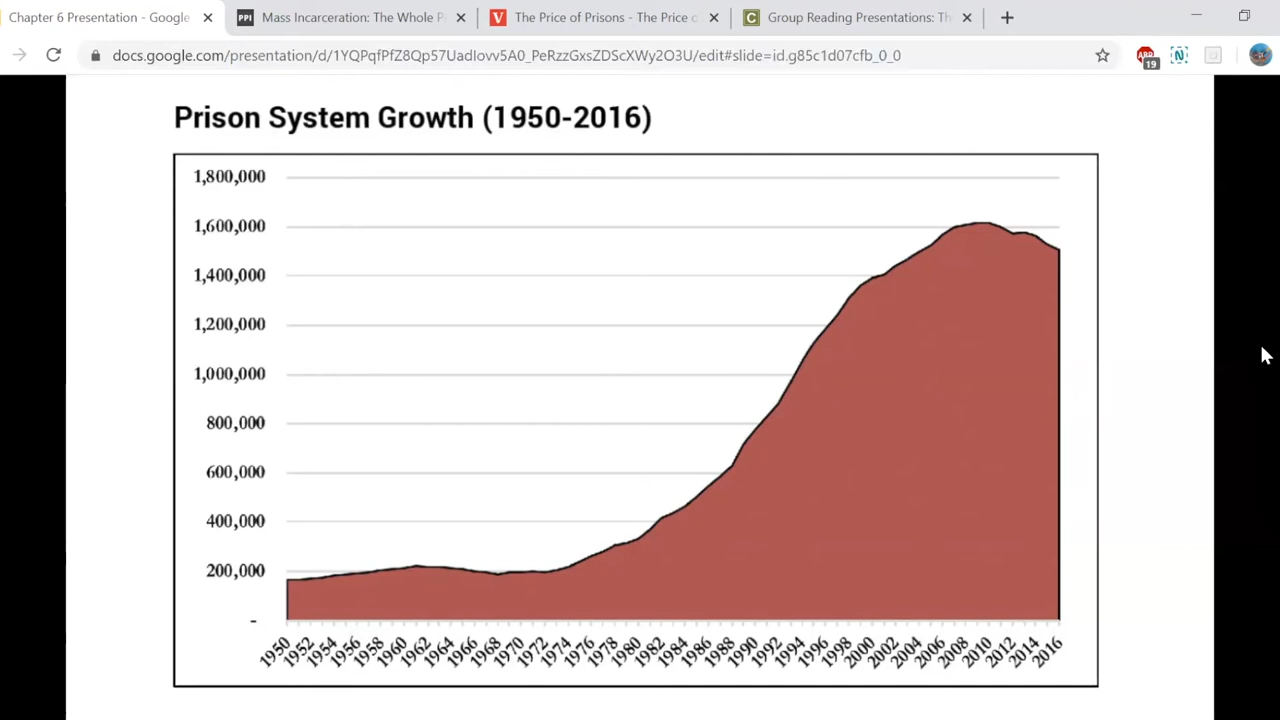 Chapter 6 Presentation - Google
PPI
Mass Incarceration: The Whole P
V
The Price of Prisons - The Price o
C
Group Reading Presentations: Th
docs.google.com/presentation/d/1YQPqfPfZ8Qp57UadIovv5A0_PeRzzGxsZDScXWy2O3U/edit#slide=id.g85c1d07cfb_0_0
ABP
19
N
Prison System Growth (1950-2016)
1,800,000
1,600,000
1,400,000
1,200,000
1,000,000
800,000
600,000
400,000
200,000
-
1950 1952 1954 1956 1958 1960 1962 1964 1966 1968 1970 1972 1974 1976 1978 1980 1982 1984 1986 1988 1990 1992 1994 1996 1998 2000 2002 2004 2006 2008 2010 2012 2014 2016